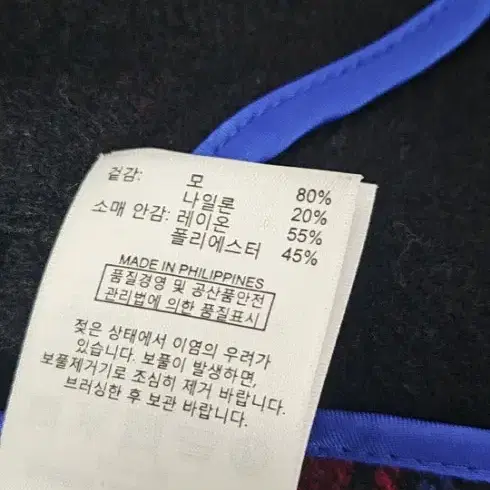 겉감: 모 80%
나일론 20%
소매 안감: 레이온 55%
폴리에스터 45%
MADE IN PHILIPPINES
품질경영 및 공산품안전
관리법에 의한 품질표시
젖은 상태에서 이염의 우려가
있습니다. 보풀이 발생하면,
보풀제거기로 조심히 제거 바랍니다.
브러싱한 후 보관 바랍니다.